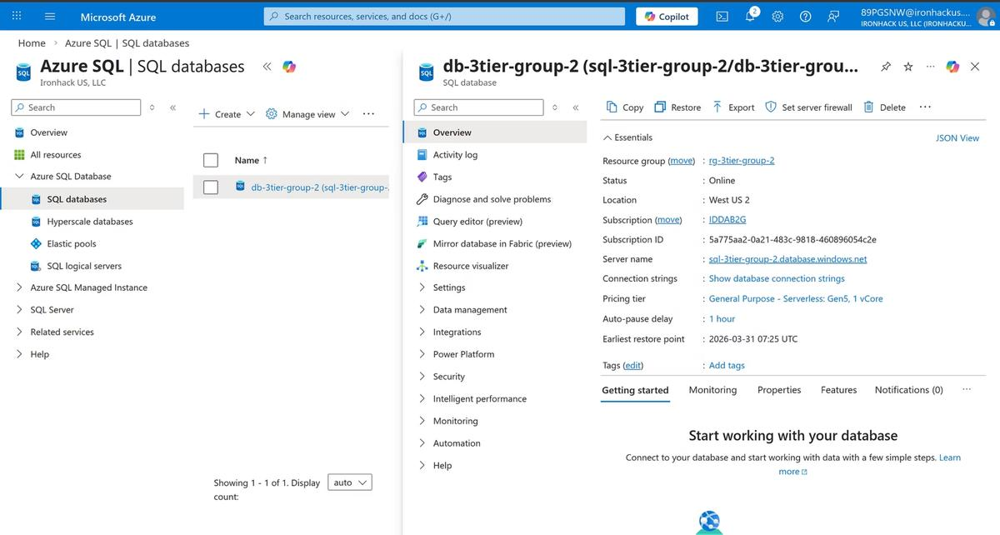 Microsoft Azure
Search resources, services, and docs (G+/)
Copilot
2
89PGSNW@ironhackus....
IRONHACK US, LLC (IRONHACKU...
Home > Azure SQL | SQL databases
SQL
Azure SQL | SQL databases
Ironhack US, LLC
Search
Overview
All resources
Azure SQL Database
SQL databases
Hyperscale databases
Elastic pools
SQL logical servers
Azure SQL Managed Instance
SQL Server
Related services
Help
Create
Manage view
Name ↑
db-3tier-group-2 (sql-3tier-group-
Showing 1 - 1 of 1. Display
count:
auto
SQL
db-3tier-group-2 (sql-3tier-group-2/db-3tier-grou...
SQL database
Search
Overview
Activity log
Tags
Diagnose and solve problems
Query editor (preview)
Mirror database in Fabric (preview)
Resource visualizer
Settings
Data management
Integrations
Power Platform
Security
Intelligent performance
Monitoring
Automation
Help
Copy
Restore
Export
Set server firewall
Delete
Essentials
JSON View
Resource group (move) : rg-3tier-group-2
Status : Online
Location : West US 2
Subscription (move) : IDDAB2G
Subscription ID : 5a775aa2-0a21-483c-9818-460896054c2e
Server name : sql-3tier-group-2.database.windows.net
Connection strings : Show database connection strings
Pricing tier : General Purpose - Serverless: Gen5, 1 vCore
Auto-pause delay : 1 hour
Earliest restore point : 2026-03-31 07:25 UTC
Tags (edit) : Add tags
Getting started
Monitoring
Properties
Features
Notifications (0)
Start working with your database
Connect to your database and start working with data with a few simple steps. Learn
more